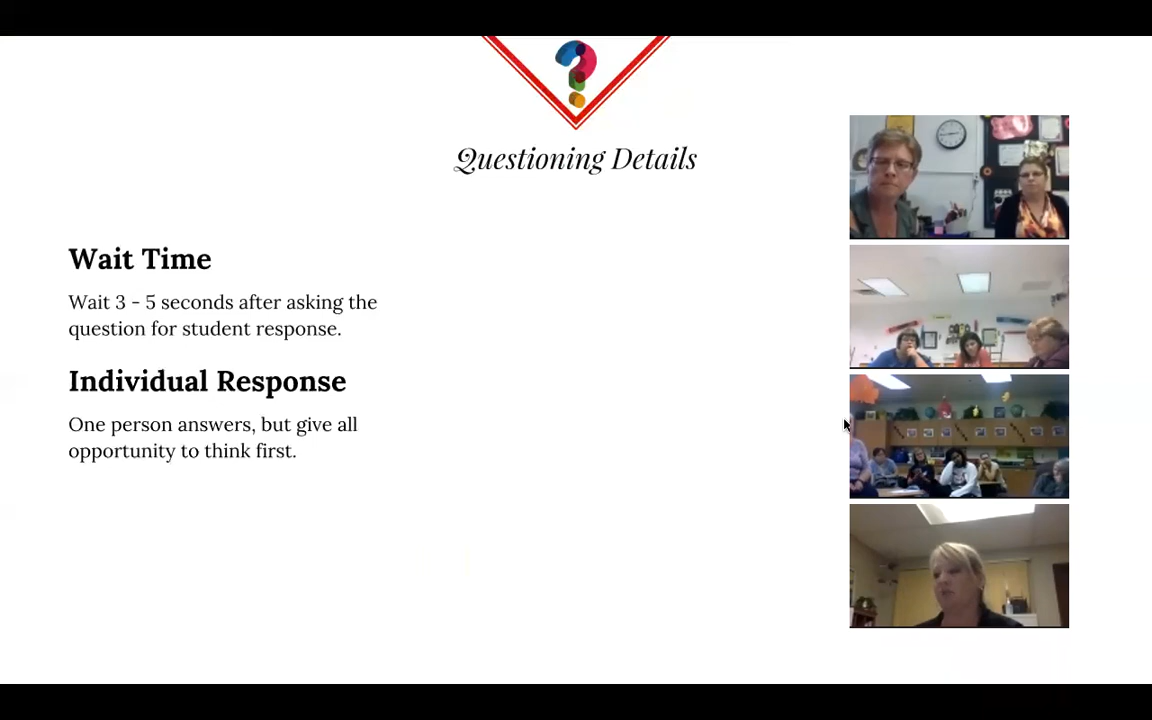 Questioning Details
Wait Time
Wait 3 - 5 seconds after asking the
question for student response.
Individual Response
One person answers, but give all
opportunity to think first.